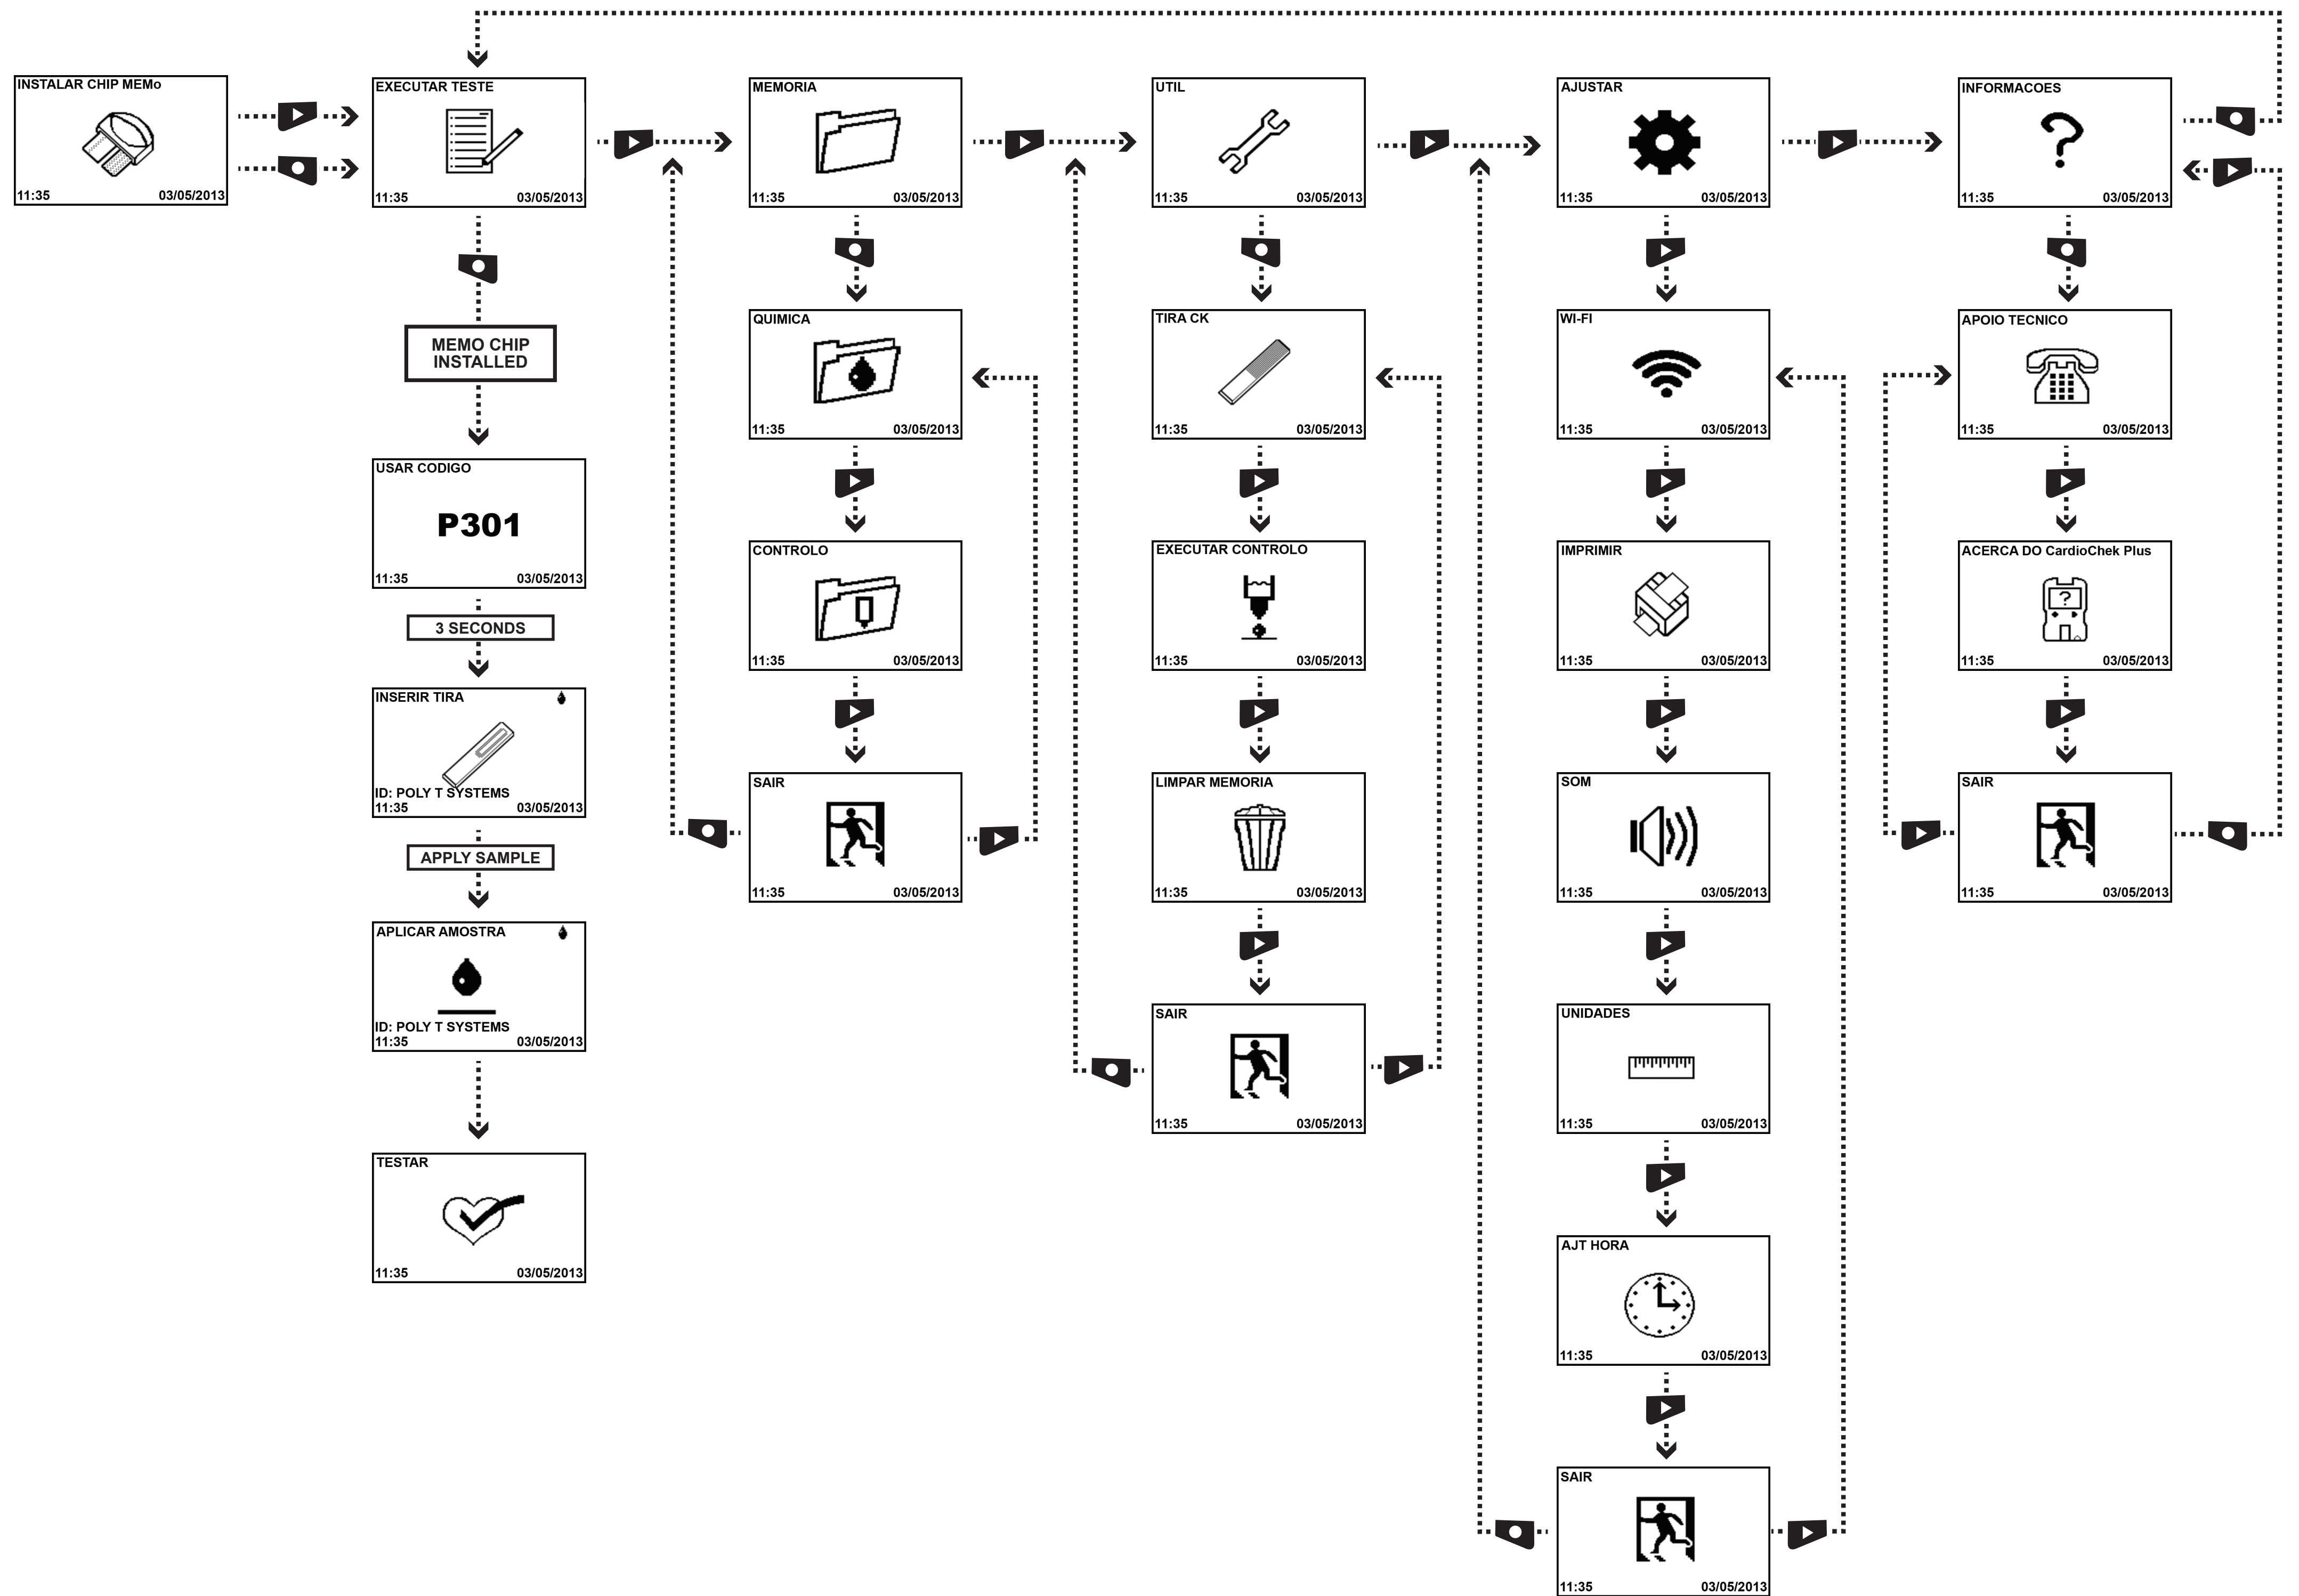 INSTALAR CHIP MEMo
11:35 03/05/2013
EXECUTAR TESTE
11:35 03/05/2013
MEMORIA
11:35 03/05/2013
UTIL
11:35 03/05/2013
AJUSTAR
11:35 03/05/2013
INFORMACOES
11:35 03/05/2013
MEMO CHIP
INSTALLED
USAR CODIGO
P301
11:35 03/05/2013
3 SECONDS
INSERIR TIRA
ID: POLY T SYSTEMS
11:35 03/05/2013
APPLY SAMPLE
APLICAR AMOSTRA
ID: POLY T SYSTEMS
11:35 03/05/2013
TESTAR
11:35 03/05/2013
QUIMICA
11:35 03/05/2013
CONTROLO
11:35 03/05/2013
SAIR
11:35 03/05/2013
TIRA CK
11:35 03/05/2013
EXECUTAR CONTROLO
11:35 03/05/2013
LIMPAR MEMORIA
11:35 03/05/2013
SAIR
11:35 03/05/2013
WI-FI
11:35 03/05/2013
IMPRIMIR
11:35 03/05/2013
SOM
11:35 03/05/2013
UNIDADES
11:35 03/05/2013
AJT HORA
11:35 03/05/2013
SAIR
11:35 03/05/2013
APOIO TECNICO
11:35 03/05/2013
ACERCA DO CardioChek Plus
?
11:35 03/05/2013
SAIR
11:35 03/05/2013